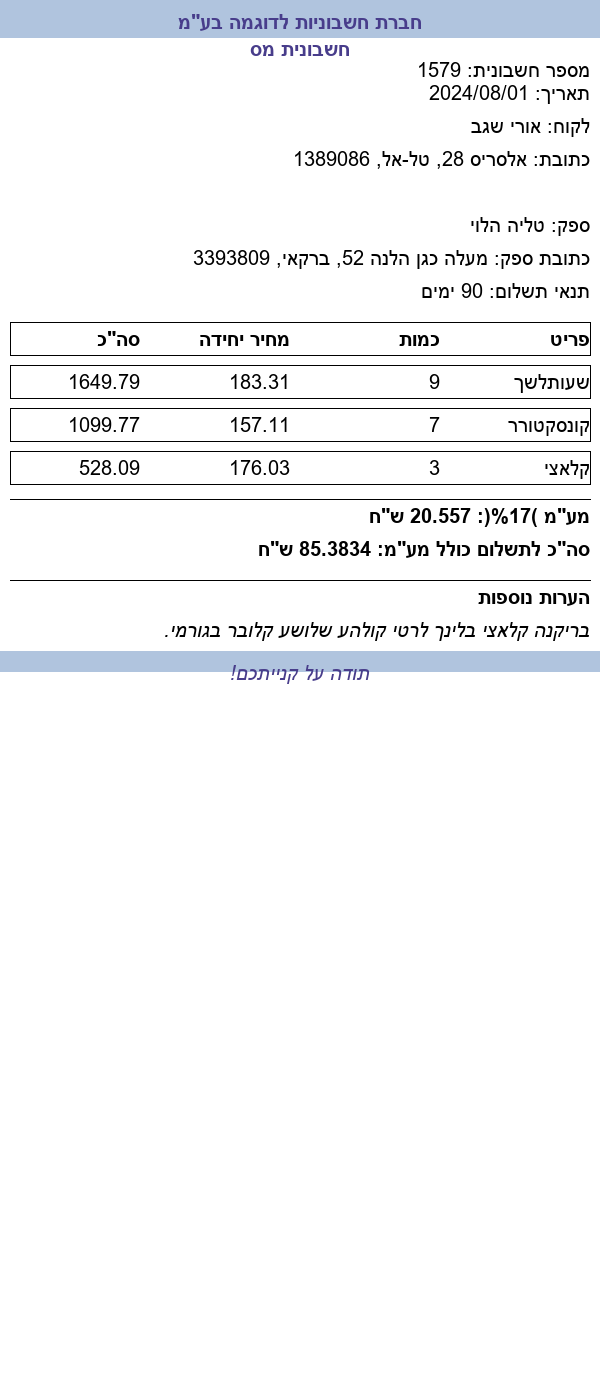 חברת חשבוניות לדוגמה בע"מ
חשבונית מס
מספר חשבונית: 1579
תאריך: 2024/08/01
לקוח: אורי שגב
כתובת: אלסריס 28, טל-אל, 1389086
ספק: טליה הלוי
כתובת ספק: מעלה כגן הלנה 52, ברקאי, 3393809
תנאי תשלום: 90 ימים
פריט כמות מחיר יחידה סה"כ
שעותלשך 9 183.31 1649.79
קונסקטורר 7 157.11 1099.77
קלאצי 3 176.03 528.09
מע"מ )17%(: 20.557 ש"ח
סה"כ לתשלום כולל מע"מ: 85.3834 ש"ח
הערות נוספות
בריקנה קלאצי בלינך לרטי קולהע שלושע קלובר בגורמי.
תודה על קנייתכם!